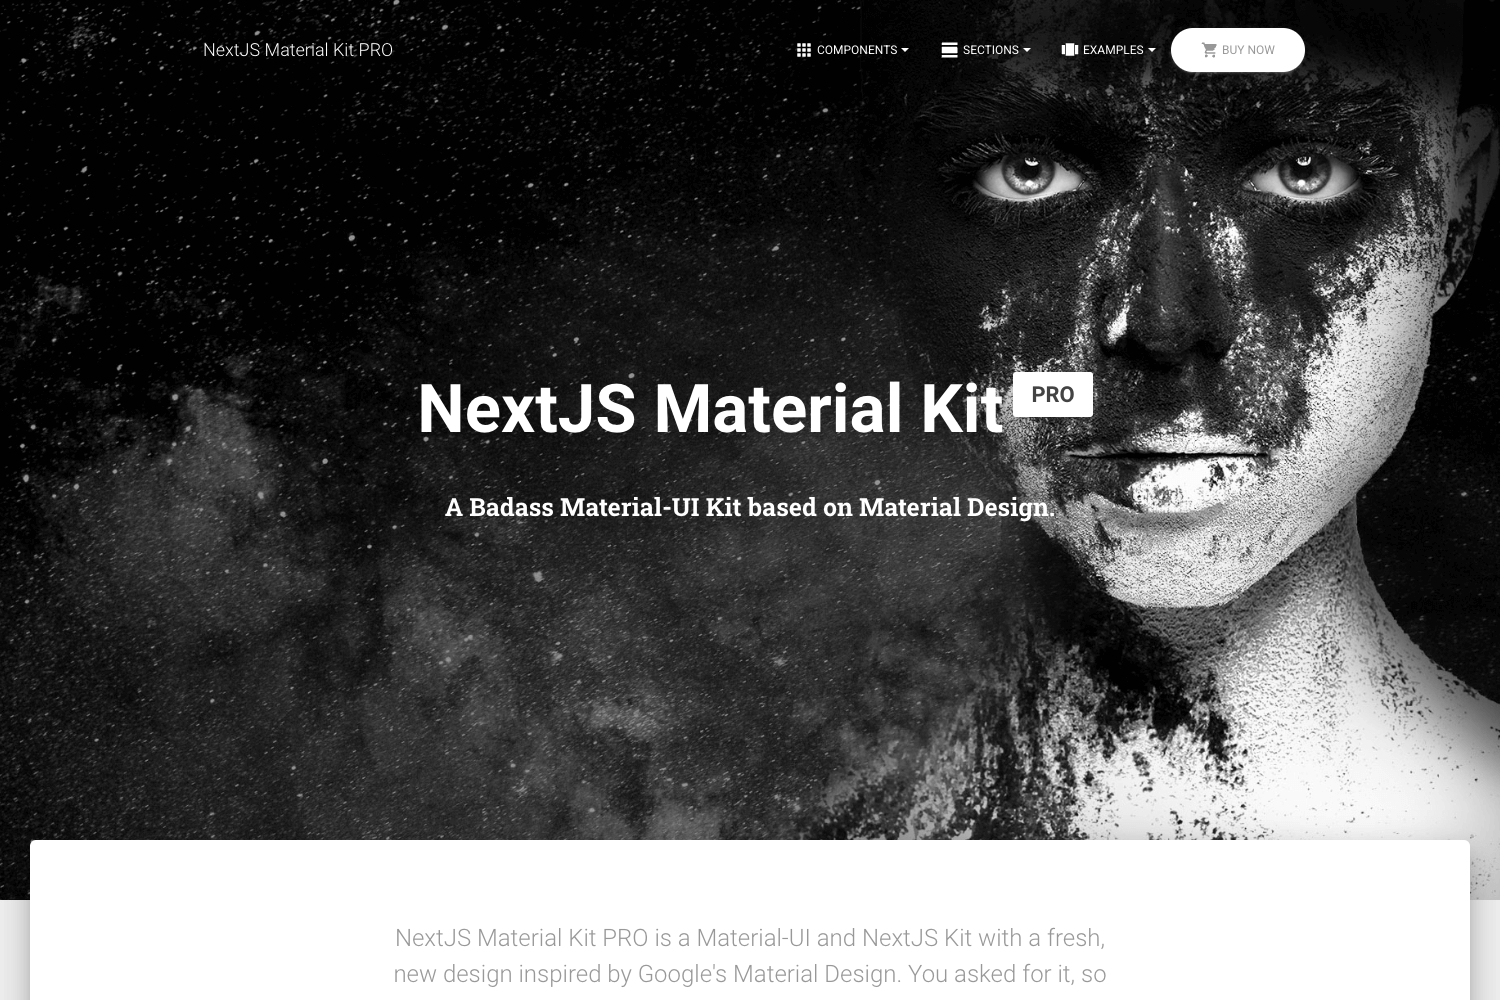 NextJS Material Kit PRO
COMPONENTS
SECTIONS
EXAMPLES
BUY NOW
NextJS Material Kit PRO
A Badass Material-UI Kit based on Material Design.
NextJS Material Kit PRO is a Material-UI and NextJS Kit with a fresh,
new design inspired by Google's Material Design. You asked for it, so